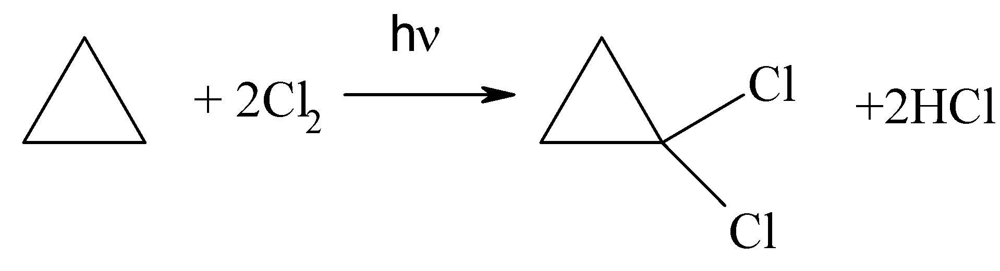 hν
+ 2Cl₂
Cl
Cl
+2HCl